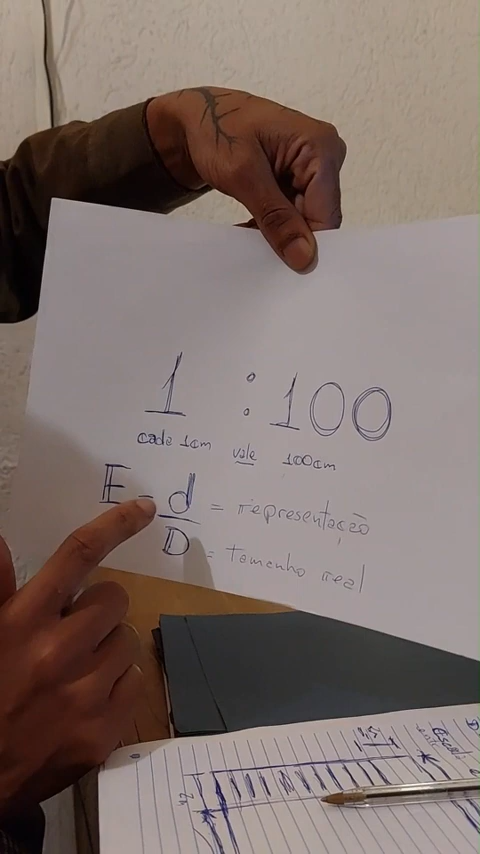 1 : 100
cada 1cm vale 100cm
E = d = representação
D = tamanho real